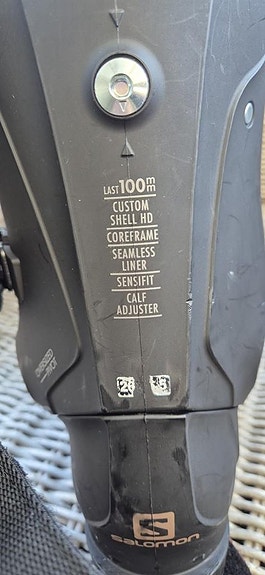 V
LAST 100mm
CUSTOM
SHELL HD
COREFRAME
SEAMLESS
LINER
SENSIFIT
CALF
ADJUSTER
S
SALOMON